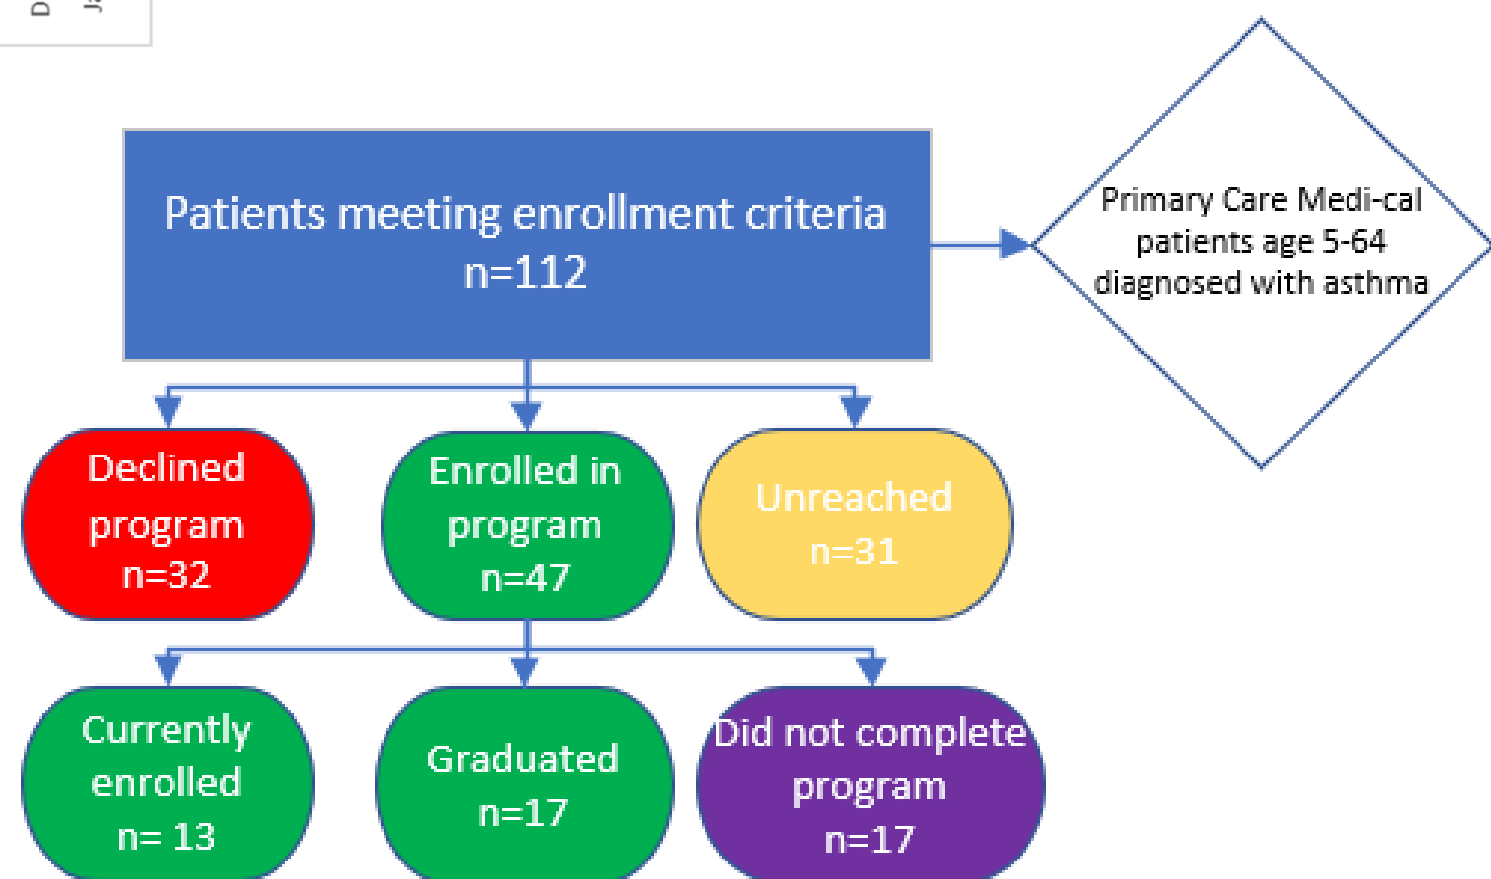 D
Ja
Patients meeting enrollment criteria
n=112
Primary Care Medi-cal
patients age 5-64
diagnosed with asthma
Declined
program
n=32
Enrolled in
program
n=47
Unreached
n=31
Currently
enrolled
n= 13
Graduated
n=17
Did not complete
program
n=17